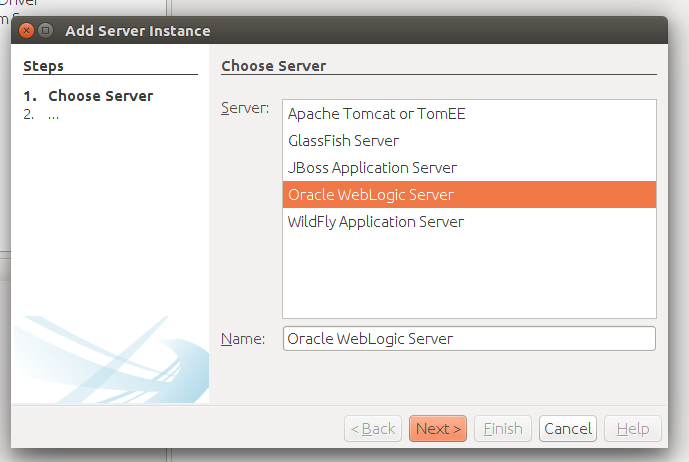 Driver
Add Server Instance
Steps
1. Choose Server
2. ...
Choose Server
Server:
Apache Tomcat or TomEE
GlassFish Server
JBoss Application Server
Oracle WebLogic Server
WildFly Application Server
Name: Oracle WebLogic Server
< Back Next > Finish Cancel Help